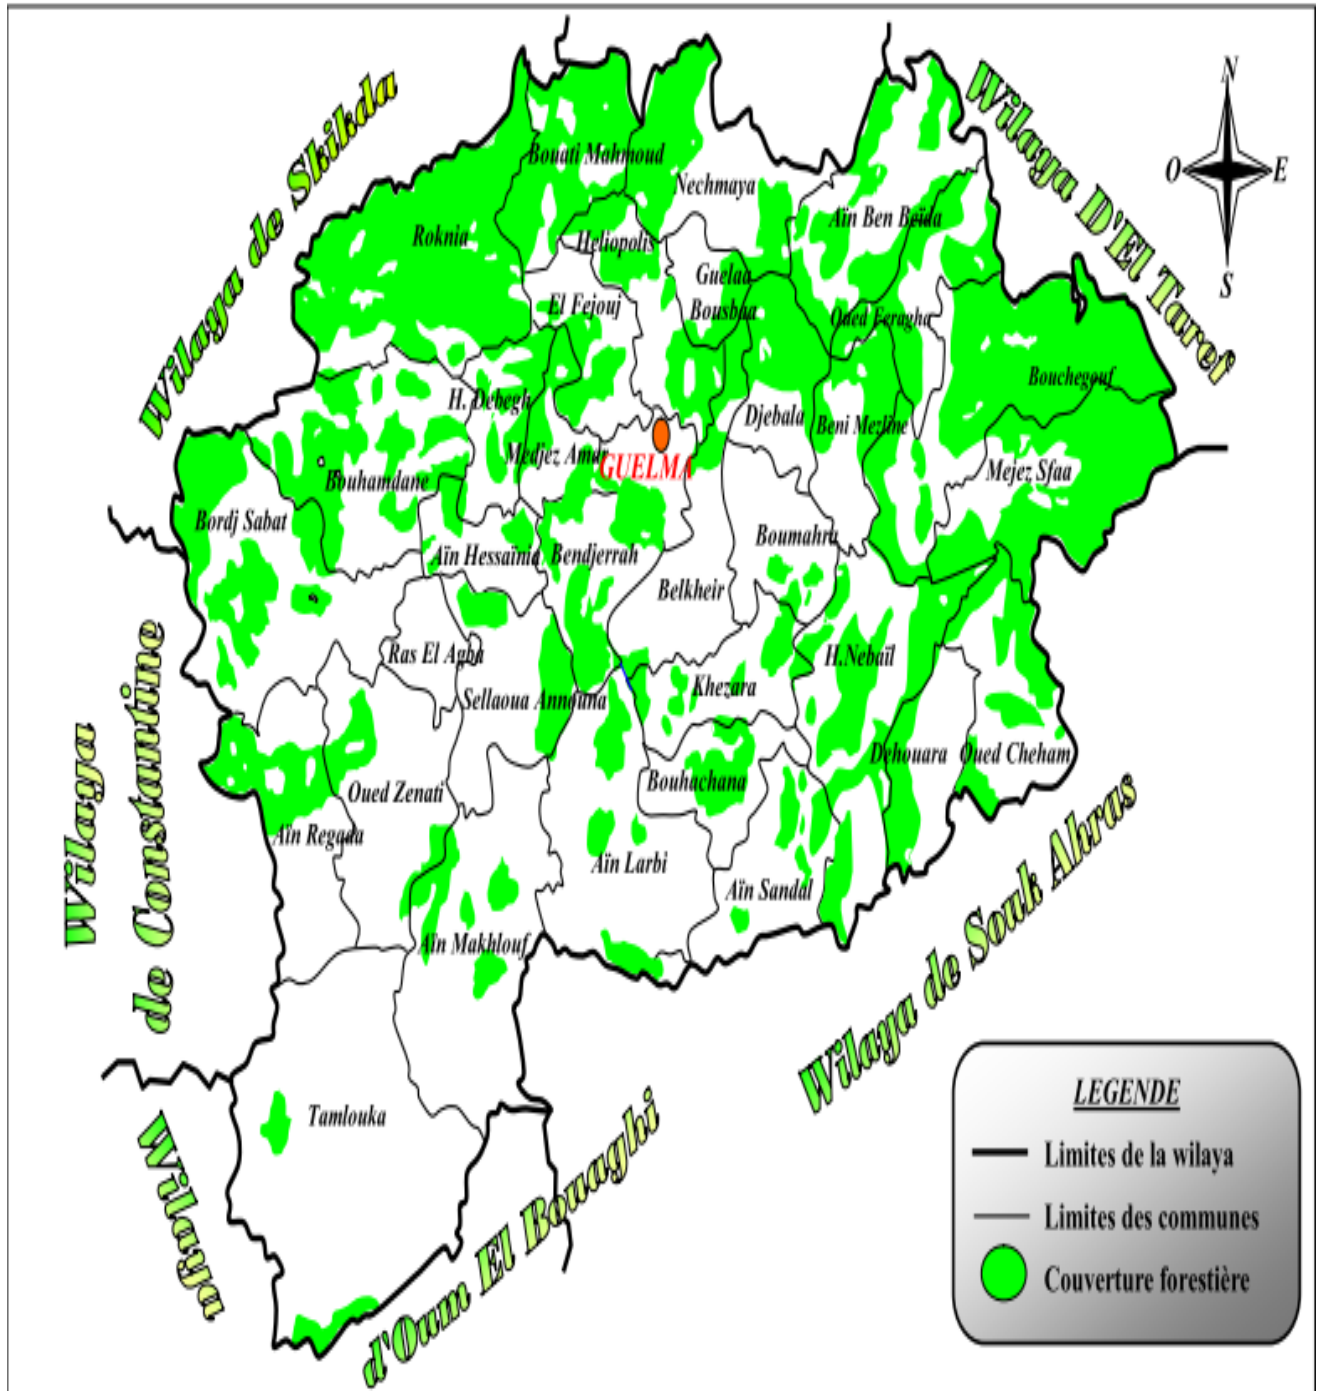 N
O
E
S
Wilaya de Skikda
Wilaya D'El Taref
Bouati Mahmoud
Nechmaya
Roknia
Heliopolis
Aïn Ben Beïda
Guelaa
Bousbaa
El Fejouj
Oued Feragha
Bouchegouf
H. Debegh
Djebala
Beni Mezline
Medjez Amar
GUELMA
Mejez Sfaa
Bouhamdane
Bordj Sabat
Boumahra
Aïn Hessaïnia
Bendjerrah
Belkheir
Ras El Agba
H.Nebaïl
Sellaoua Announa
Khezara
Dehouara
Oued Cheham
Bouhachana
Oued Zenati
Aïn Regada
Aïn Larbi
Aïn Sandal
Aïn Makhlouf
Tamlouka
Wilaya
de Constantine
Wilaya de Souk Ahras
Wilaya
d'Oum El Bouaghi
LEGENDE
Limites de la wilaya
Limites des communes
Couverture forestière